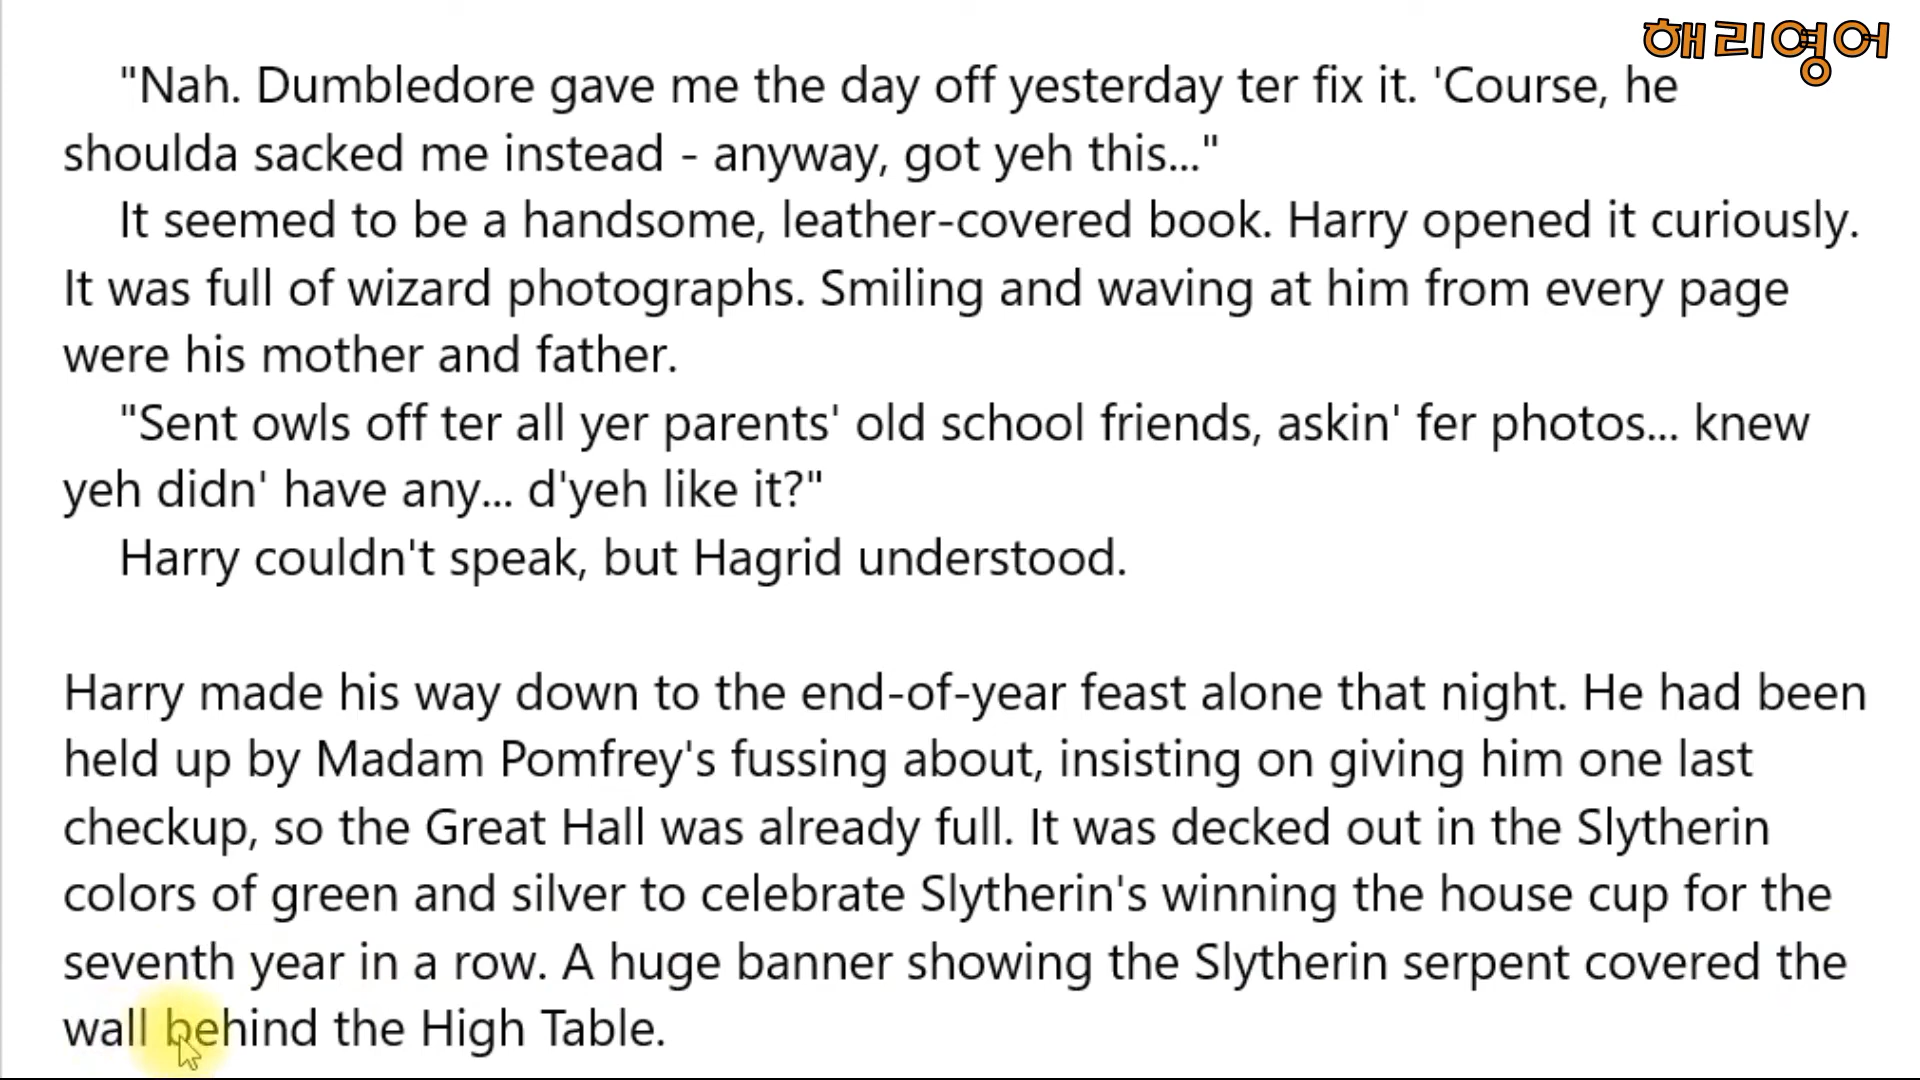 해리영어
"Nah. Dumbledore gave me the day off yesterday ter fix it. 'Course, he
shoulda sacked me instead - anyway, got yeh this..."
It seemed to be a handsome, leather-covered book. Harry opened it curiously.
It was full of wizard photographs. Smiling and waving at him from every page
were his mother and father.
"Sent owls off ter all yer parents' old school friends, askin' fer photos... knew
yeh didn' have any... d'yeh like it?"
Harry couldn't speak, but Hagrid understood.
Harry made his way down to the end-of-year feast alone that night. He had been
held up by Madam Pomfrey's fussing about, insisting on giving him one last
checkup, so the Great Hall was already full. It was decked out in the Slytherin
colors of green and silver to celebrate Slytherin's winning the house cup for the
seventh year in a row. A huge banner showing the Slytherin serpent covered the
wall behind the High Table.